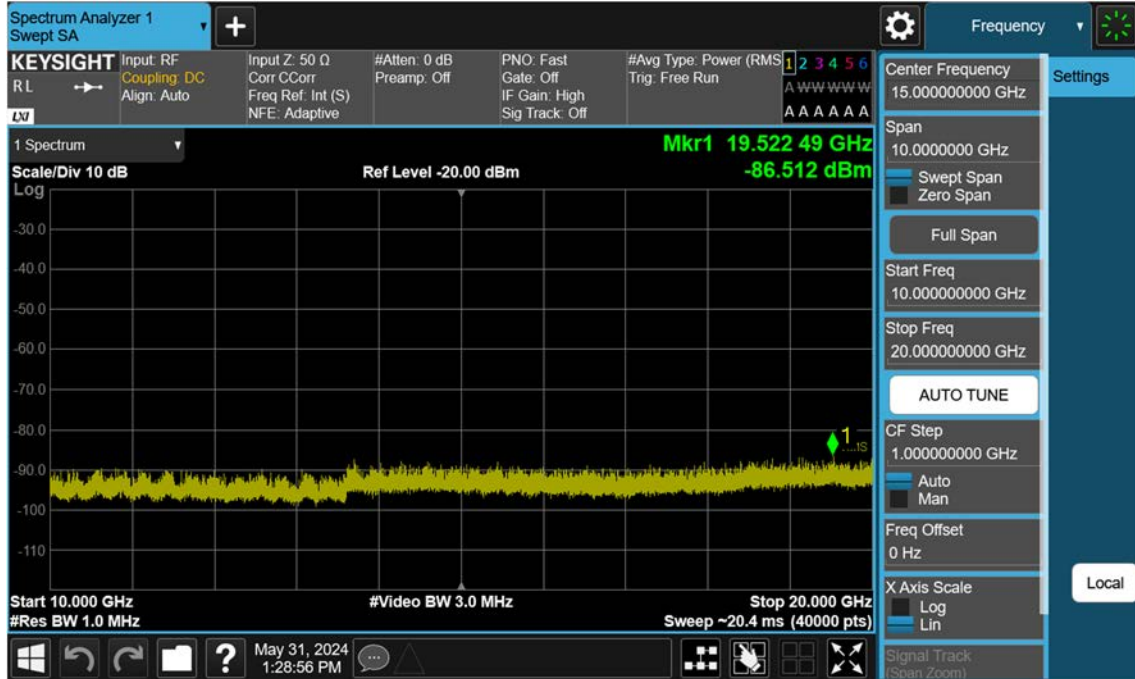 Spectrum Analyzer 1
Swept SA
Frequency
KEYSIGHT
R L
LXI
Input: RF
Coupling: DC
Align: Auto
Input Z: 50 Ω
Corr CCorr
Freq Ref: Int (S)
NFE: Adaptive
#Atten: 0 dB
Preamp: Off
PNO: Fast
Gate: Off
IF Gain: High
Sig Track: Off
#Avg Type: Power (RMS
Trig: Free Run
1 2 3 4 5 6
A W W W W W
A A A A A A
1 Spectrum
Scale/Div 10 dB
Ref Level -20.00 dBm
Mkr1 19.522 49 GHz
-86.512 dBm
Log
-30.0
-40.0
-50.0
-60.0
-70.0
-80.0
-90.0
-100
-110
1
Start 10.000 GHz
#Video BW 3.0 MHz
Stop 20.000 GHz
#Res BW 1.0 MHz
Sweep ~20.4 ms (40000 pts)
?
May 31, 2024
1:28:56 PM
Center Frequency
15.000000000 GHz
Span
10.0000000 GHz
Swept Span
Zero Span
Full Span
Start Freq
10.000000000 GHz
Stop Freq
20.000000000 GHz
AUTO TUNE
CF Step
1.000000000 GHz
Auto
Man
Freq Offset
0 Hz
X Axis Scale
Log
Lin
Signal Track
(Span Zoom)
Settings
Local